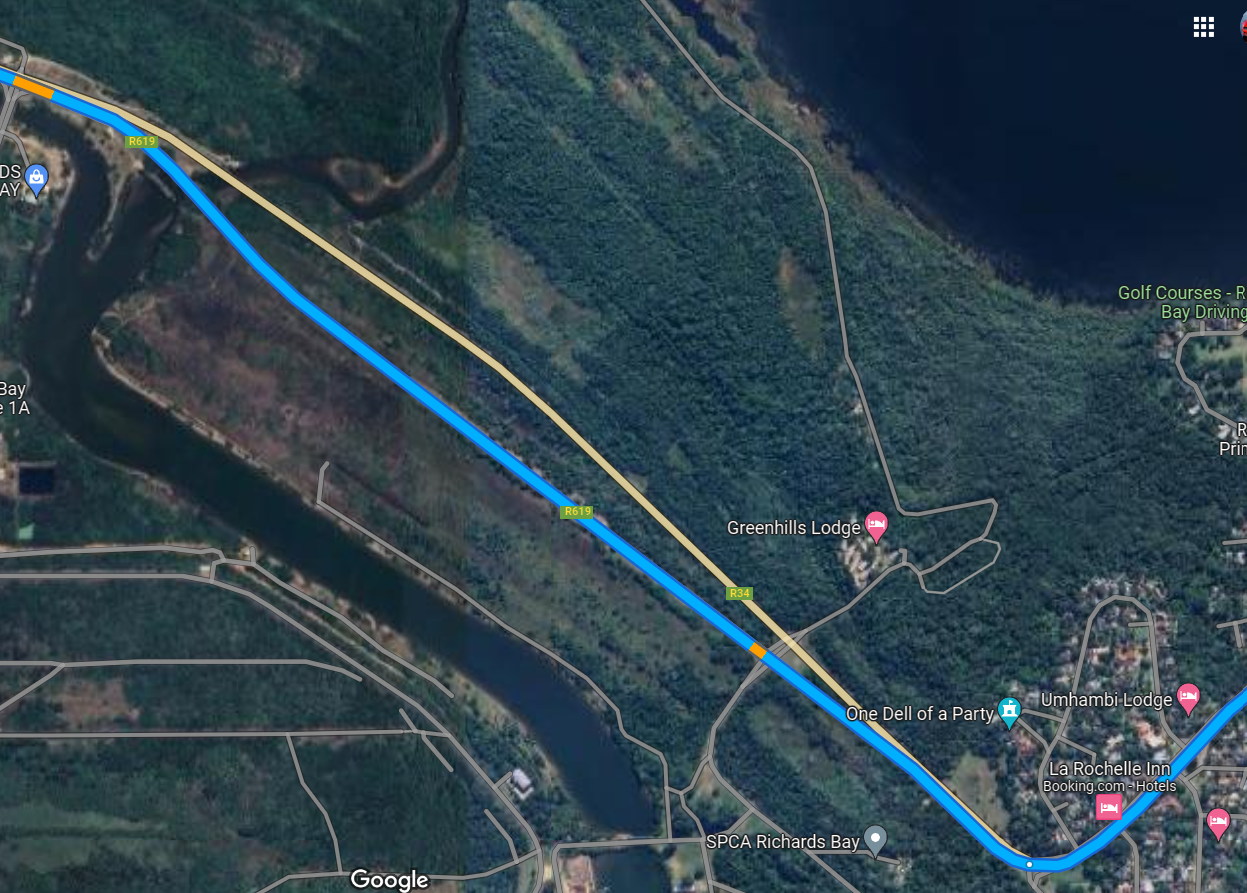 R619
DS
AY
Golf Courses - R
Bay Driving
Bay
e 1A
R
Prin
R619
Greenhills Lodge
R34
Umhambi Lodge
One Dell of a Party
La Rochelle Inn
Booking.com - Hotels
SPCA Richards Bay
Google